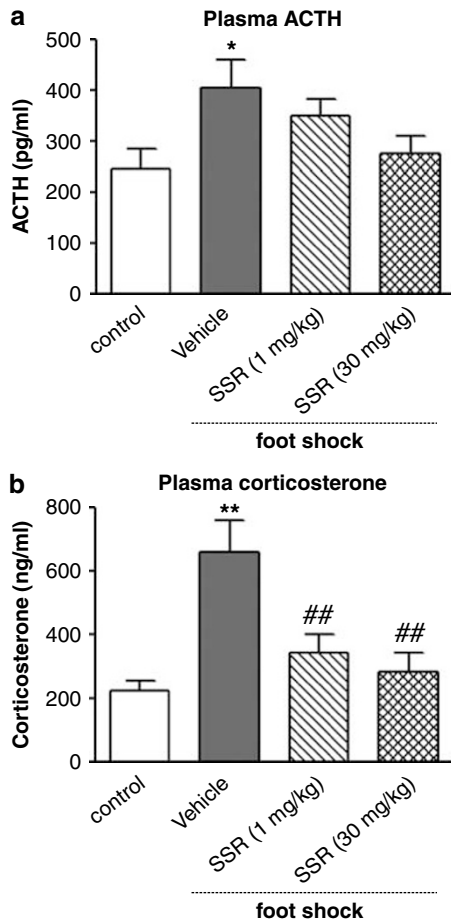 a Plasma ACTH
ACTH (pg/ml)
500
400
300
200
100
0
*
control
Vehicle
SSR (1 mg/kg)
SSR (30 mg/kg)
foot shock
b Plasma corticosterone
Corticosterone (ng/ml)
800
600
400
200
0
**
##
##
control
Vehicle
SSR (1 mg/kg)
SSR (30 mg/kg)
foot shock